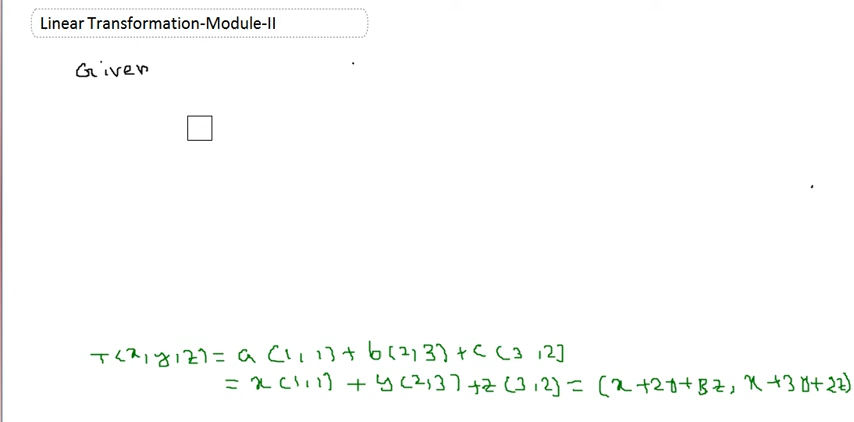 Linear Transformation-Module-II
Given
T(x, y, z) = a (1, 1) + b(2, 3) + c (3, 2)
= x (1, 1) + y(2, 3) + z (3, 2) = (x + 2y + 3z, x + 3y + 2z)